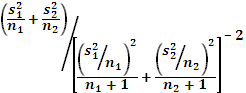 (s₁²/n₁ + s₂²/n₂) / [(s₁²/n₁)²/(n₁ + 1) + (s₂²/n₂)²/(n₂ + 1)] − 2